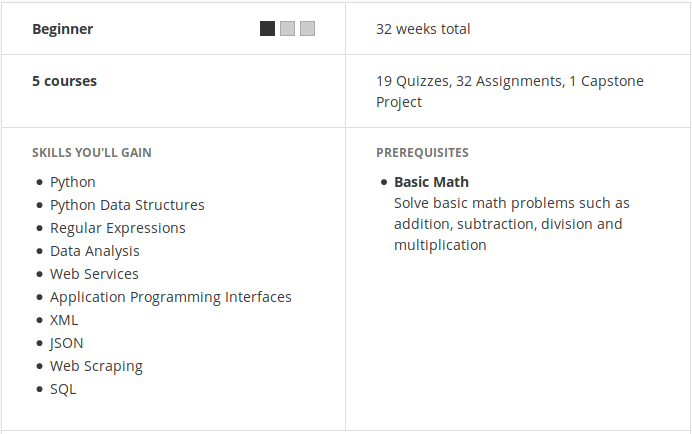 Beginner
32 weeks total
5 courses
19 Quizzes, 32 Assignments, 1 Capstone
Project
SKILLS YOU'LL GAIN
Python
Python Data Structures
Regular Expressions
Data Analysis
Web Services
Application Programming Interfaces
XML
JSON
Web Scraping
SQL
PREREQUISITES
Basic Math
Solve basic math problems such as
addition, subtraction, division and
multiplication